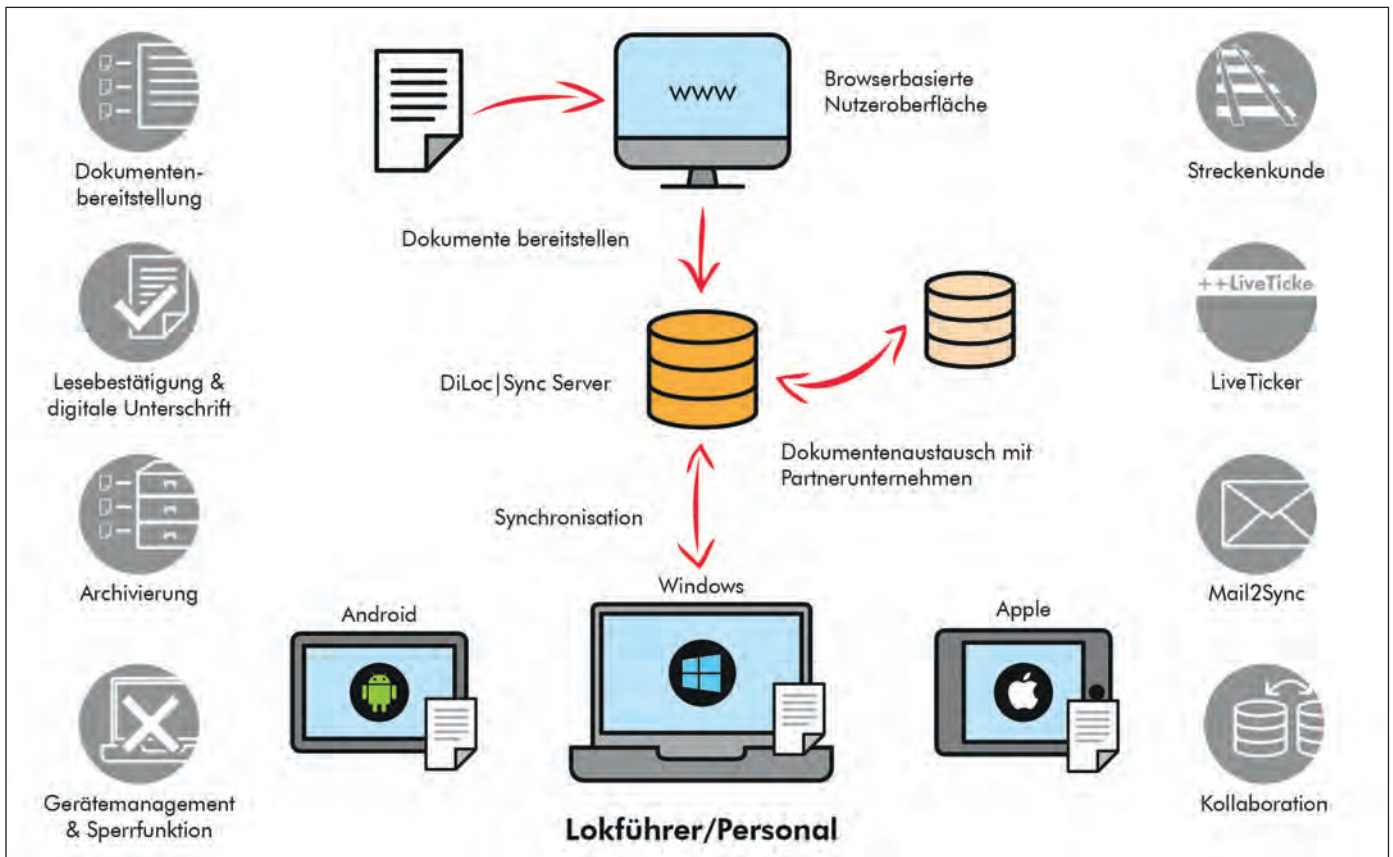 Dokumenten-
bereitstellung
Lesebestätigung &
digitale Unterschrift
Archivierung
Gerätemanagement
& Sperrfunktion
www
Browserbasierte
Nutzeroberfläche
Dokumente bereitstellen
DiLoc|Sync Server
Dokumentenaustausch mit
Partnerunternehmen
Synchronisation
Android
Windows
Apple
Lokführer/Personal
Streckenkunde
++LiveTicke
LiveTicker
Mail2Sync
Kollaboration